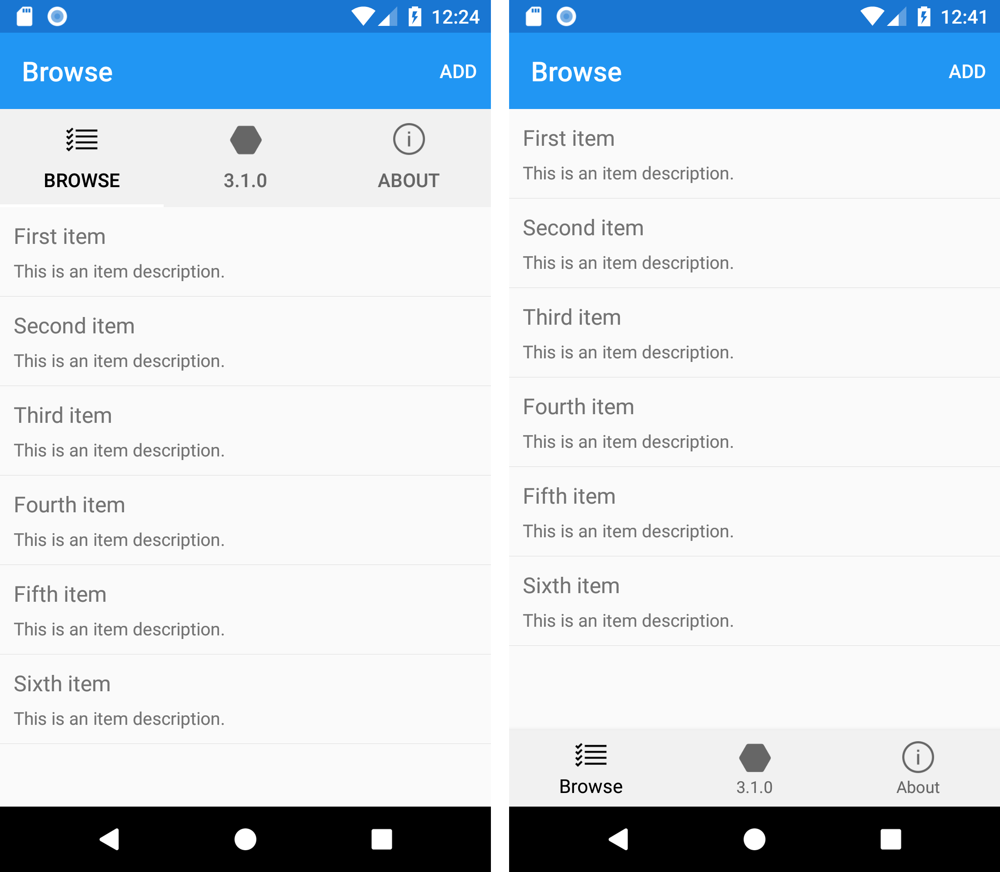 12:24
Browse
ADD
BROWSE
3.1.0
ABOUT
First item
This is an item description.
Second item
This is an item description.
Third item
This is an item description.
Fourth item
This is an item description.
Fifth item
This is an item description.
Sixth item
This is an item description.
12:41
Browse
ADD
First item
This is an item description.
Second item
This is an item description.
Third item
This is an item description.
Fourth item
This is an item description.
Fifth item
This is an item description.
Sixth item
This is an item description.
Browse
3.1.0
About